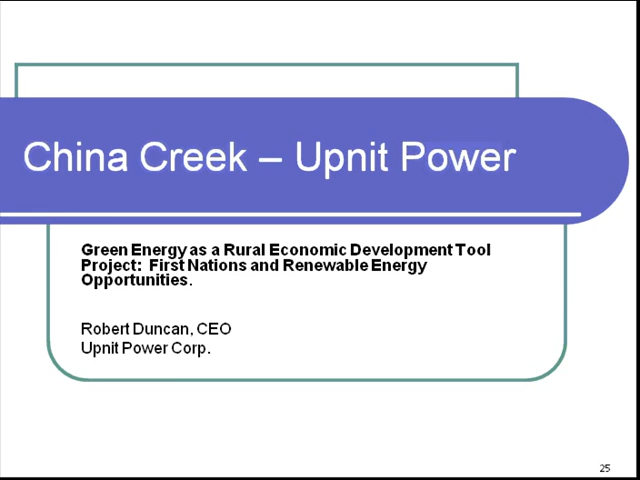 China Creek – Upnit Power
Green Energy as a Rural Economic Development Tool
Project:  First Nations and Renewable Energy
Opportunities.
Robert Duncan, CEO
Upnit Power Corp.
25